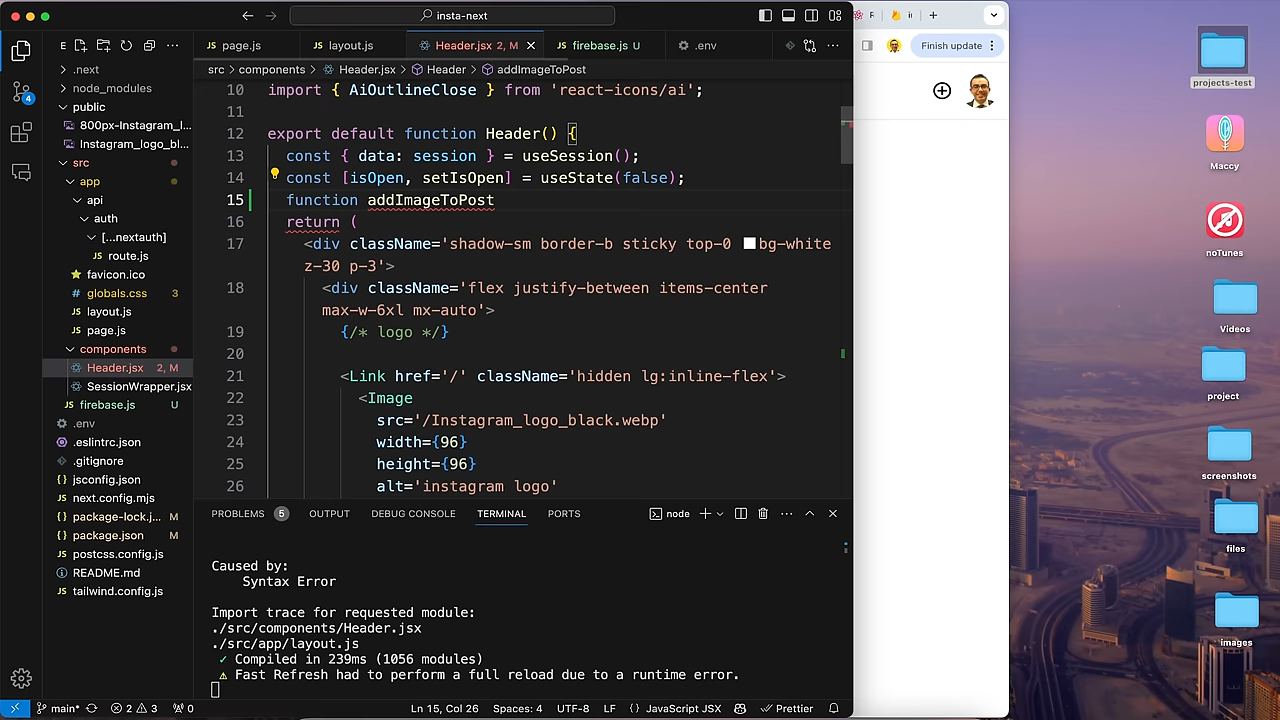 insta-next
Finish update
E
page.js
layout.js
Header.jsx 2, M
firebase.js U
.env
src > components > Header.jsx > Header > addImageToPost
.next
node_modules
public
800px-Instagram_l...
Instagram_logo_bl...
src
app
api
auth
[...nextauth]
route.js
favicon.ico
globals.css 3
layout.js
page.js
components
Header.jsx 2, M
SessionWrapper.jsx
firebase.js U
.env
.eslintrc.json
.gitignore
jsconfig.json
next.config.mjs
package-lock.j... M
package.json M
postcss.config.js
README.md
tailwind.config.js
4
10 import { AiOutlineClose } from 'react-icons/ai';
11
12 export default function Header() {
13 const { data: session } = useSession();
14 const [isOpen, setIsOpen] = useState(false);
15 function addImageToPost
16 return (
17 <div className='shadow-sm border-b sticky top-0 bg-white
z-30 p-3'>
18 <div className='flex justify-between items-center
max-w-6xl mx-auto'>
19 {/* logo */}
20
21 <Link href='/' className='hidden lg:inline-flex'>
22 <Image
23 src='/Instagram_logo_black.webp'
24 width={96}
25 height={96}
26 alt='instagram logo'
PROBLEMS 5 OUTPUT DEBUG CONSOLE TERMINAL PORTS
node
Caused by:
Syntax Error
Import trace for requested module:
./src/components/Header.jsx
./src/app/layout.js
✓ Compiled in 239ms (1056 modules)
⚠ Fast Refresh had to perform a full reload due to a runtime error.
main* 2 3 0 Ln 15, Col 26 Spaces: 4 UTF-8 LF {} JavaScript JSX Prettier
projects-test
Maccy
noTunes
Videos
project
screenshots
files
images